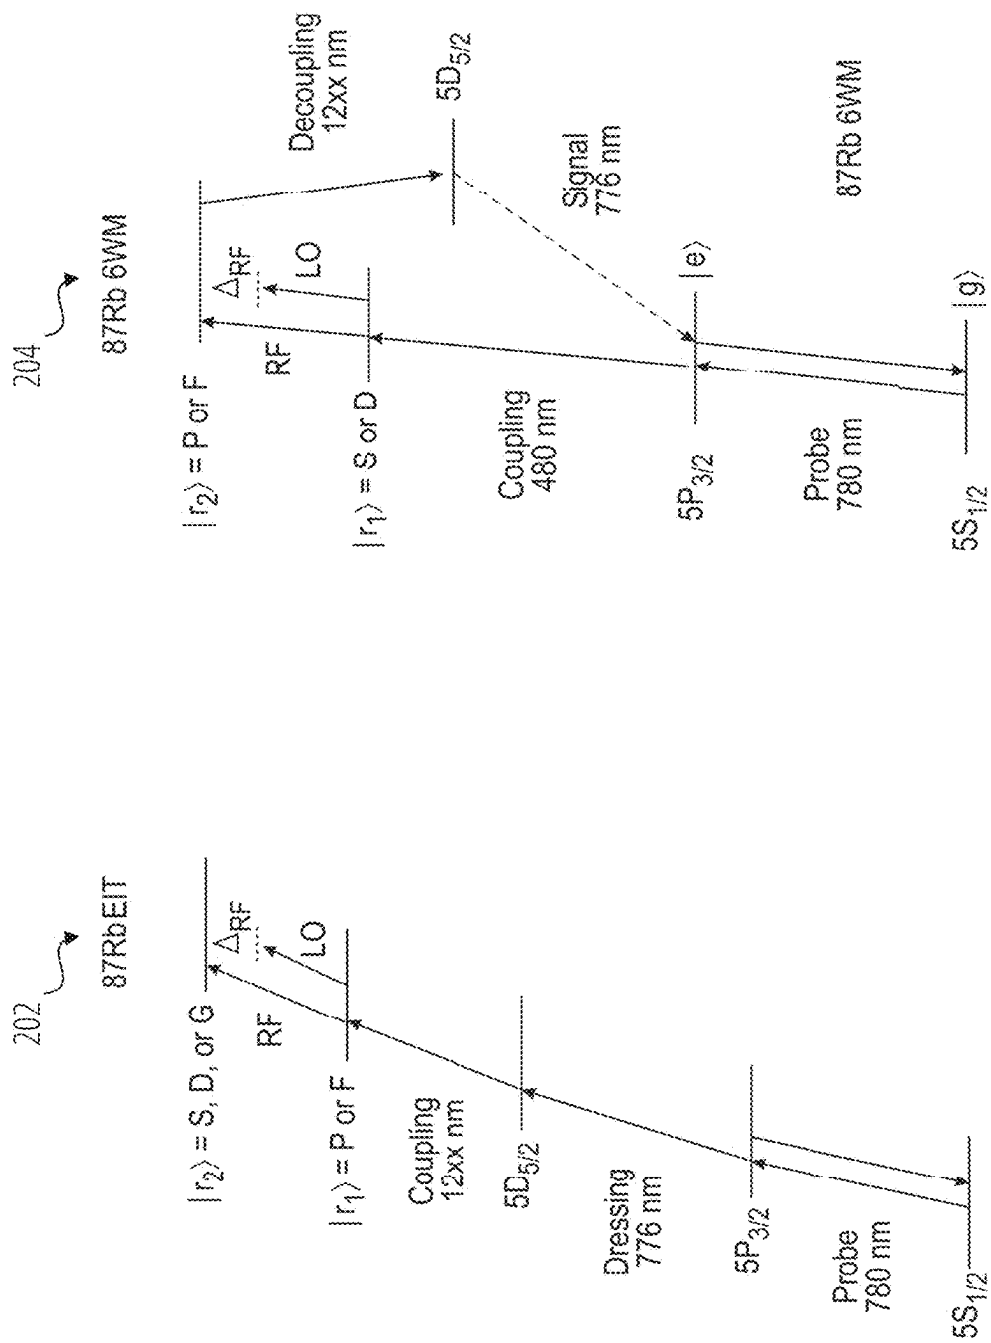 202
87Rb EIT
|r2⟩ = S, D, or G
ΔRF
RF
LO
|r1⟩ = P or F
Coupling
12xx nm
5D5/2
Dressing
776 nm
5P3/2
Probe
780 nm
5S1/2
204
87Rb 6WM
|r2⟩ = P or F
ΔRF
RF
LO
Decoupling
12xx nm
|r1⟩ = S or D
5D5/2
Coupling
480 nm
Signal
776 nm
5P3/2
|e⟩
Probe
780 nm
87Rb 6WM
5S1/2
|g⟩